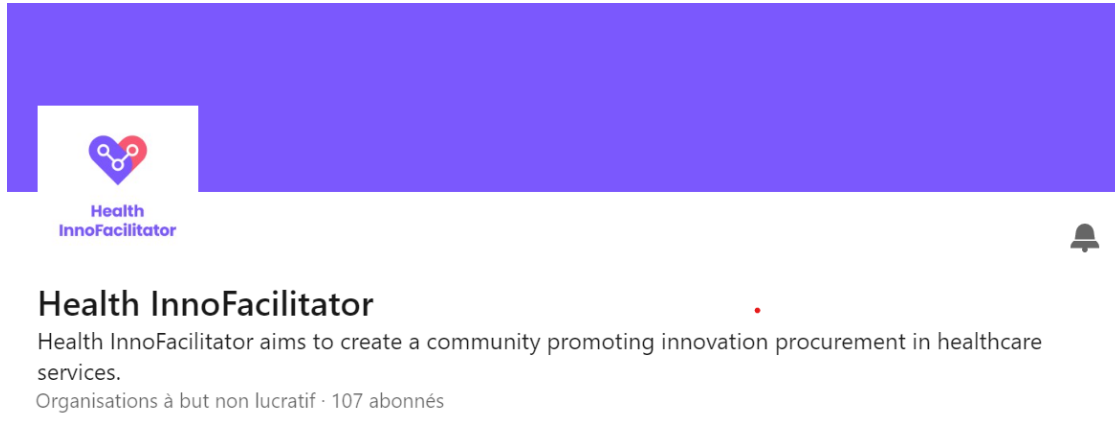 Health
InnoFacilitator
Health InnoFacilitator
Health InnoFacilitator aims to create a community promoting innovation procurement in healthcare
services.
Organisations à but non lucratif · 107 abonnés